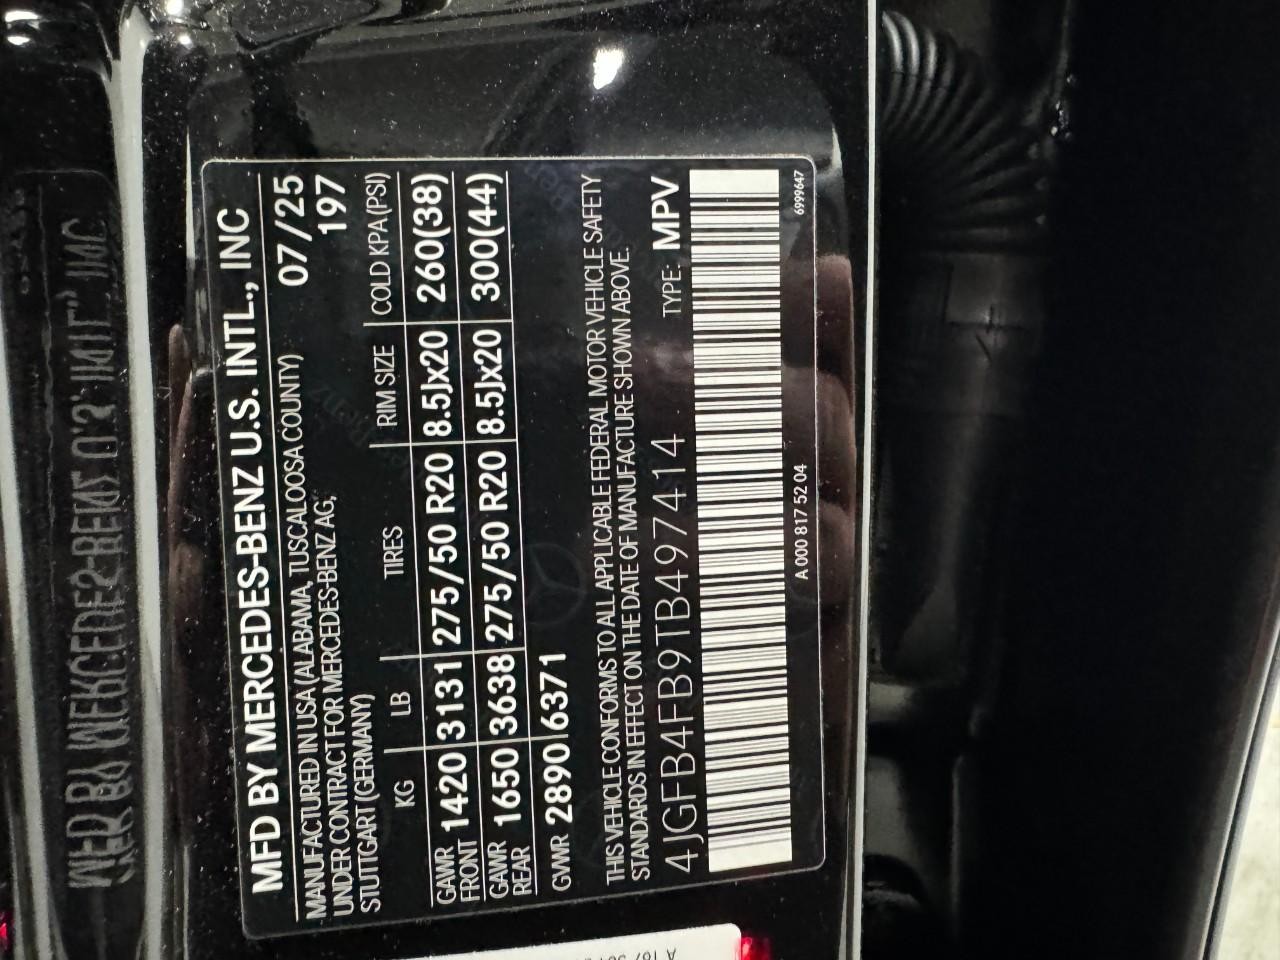 MFD BY MERCEDES-BENZ U.S. INTL., INC
MANUFACTURED IN USA (ALABAMA, TUSCALOOSA COUNTY) 07/25
UNDER CONTRACT FOR MERCEDES-BENZ AG, 197
STUTTGART (GERMANY)
KG LB TIRES RIM SIZE COLD KPA (PSI)
GAWR FRONT 1420 3131 275/50 R20 8.5Jx20 260(38)
GAWR REAR 1650 3638 275/50 R20 8.5Jx20 300(44)
GVWR 2890 6371
THIS VEHICLE CONFORMS TO ALL APPLICABLE FEDERAL MOTOR VEHICLE SAFETY
STANDARDS IN EFFECT ON THE DATE OF MANUFACTURE SHOWN ABOVE.
4JGFB4FB9TB497414 TYPE: MPV
A 000 817 52 04 6999647